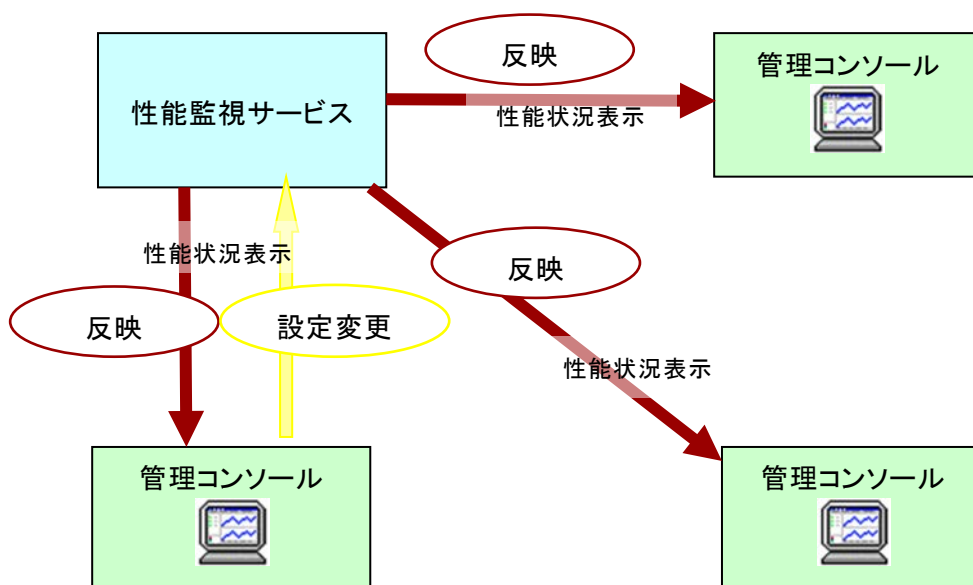 反映
管理コンソール
性能監視サービス
性能状況表示
性能状況表示
反映
反映
設定変更
性能状況表示
管理コンソール
管理コンソール